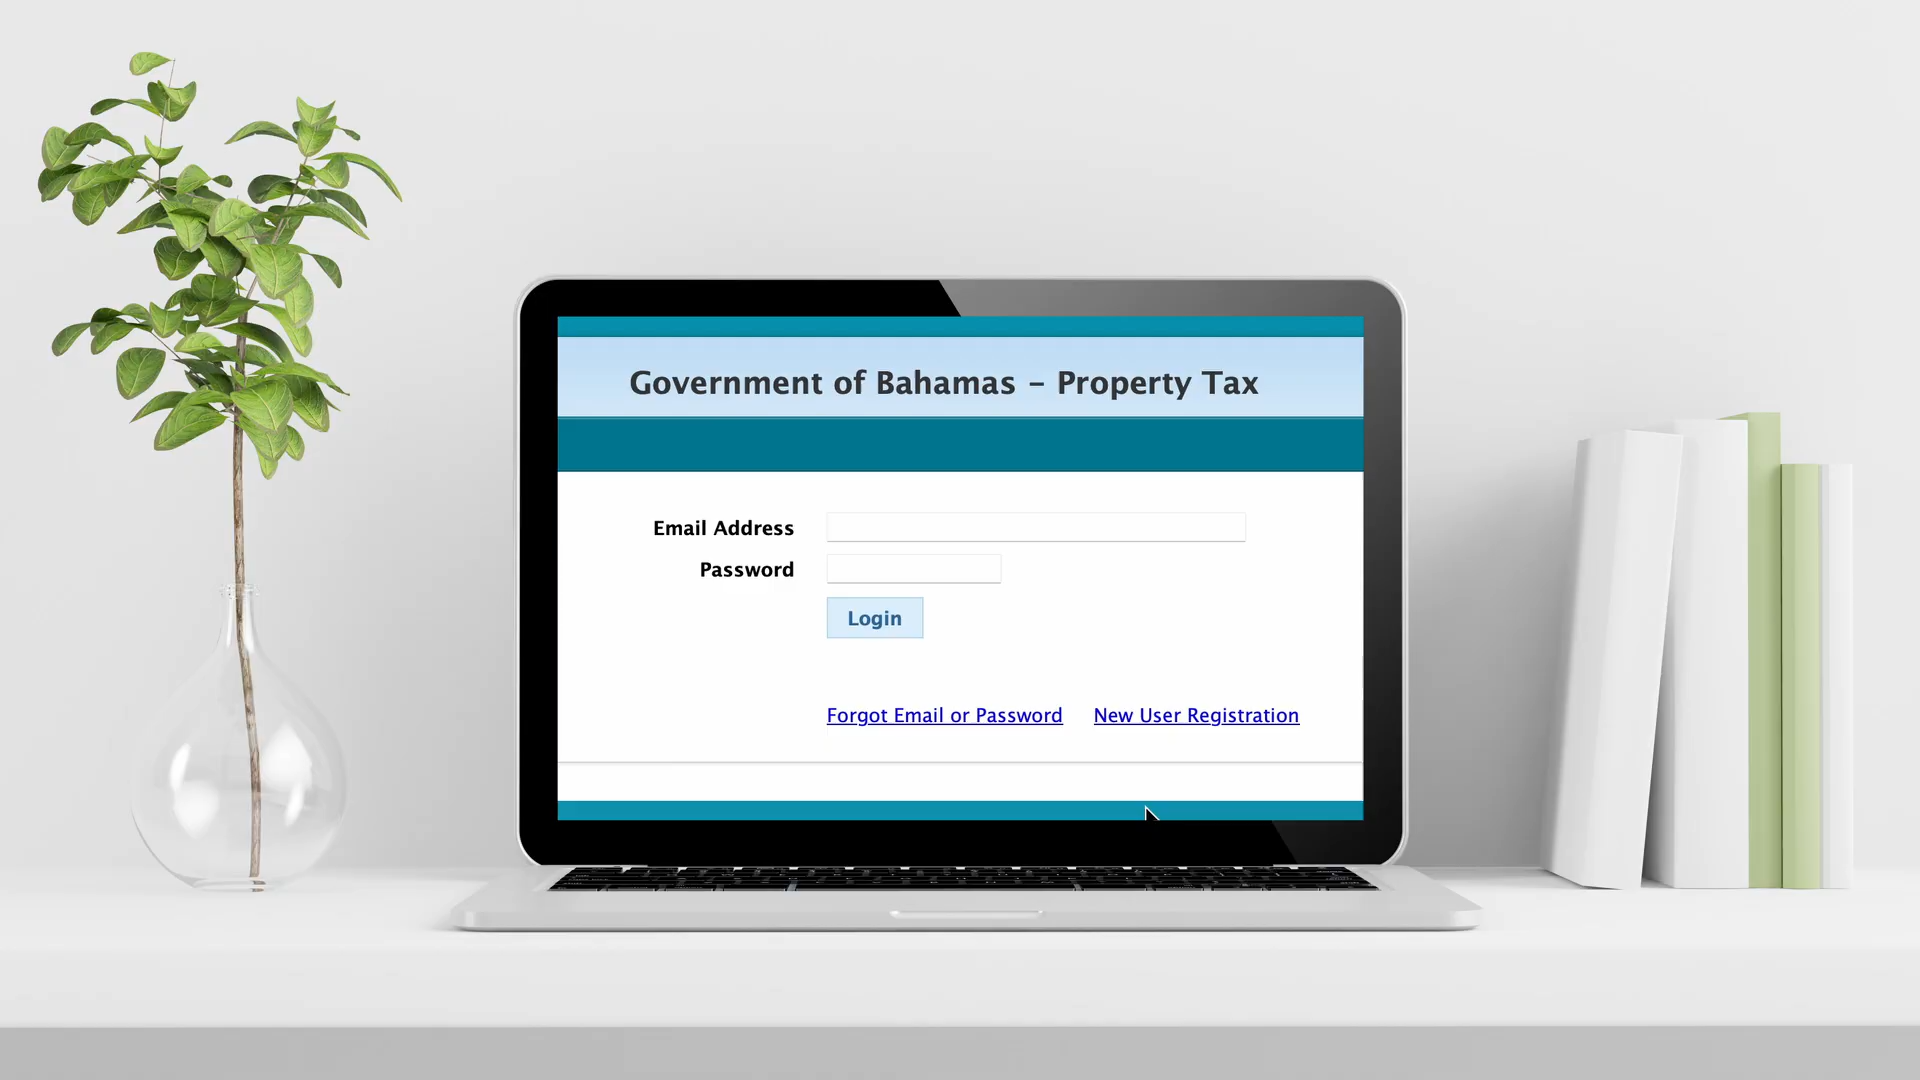 Government of Bahamas - Property Tax
Email Address
Password
Login
Forgot Email or Password New User Registration